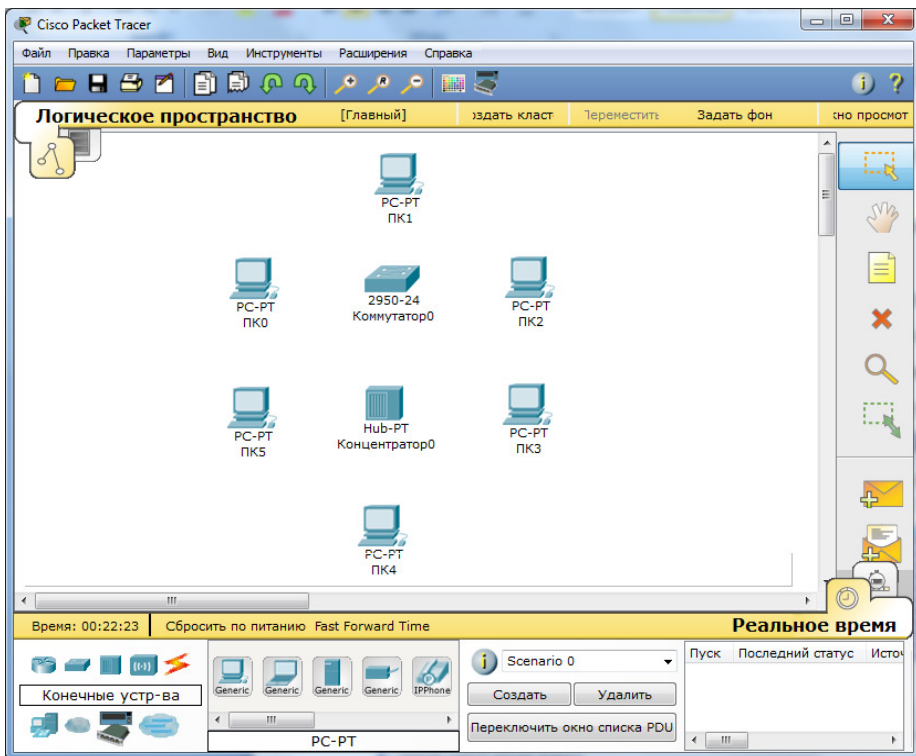 Cisco Packet Tracer
Файл Правка Параметры Вид Инструменты Расширения Справка
Логическое пространство [Главный] оздать класт Переместить Задать фон кно просмот
PC-PT
ПК1
PC-PT
ПК0
2950-24
Коммутатор0
PC-PT
ПК2
PC-PT
ПК5
Hub-PT
Концентратор0
PC-PT
ПК3
PC-PT
ПК4
Время: 00:22:23 Сбросить по питанию Fast Forward Time Реальное время
Конечные устр-ва
Generic Generic Generic Generic IPPhone
PC-PT
Scenario 0
Создать Удалить
Переключить окно списка PDU
Пуск Последний статус Источ